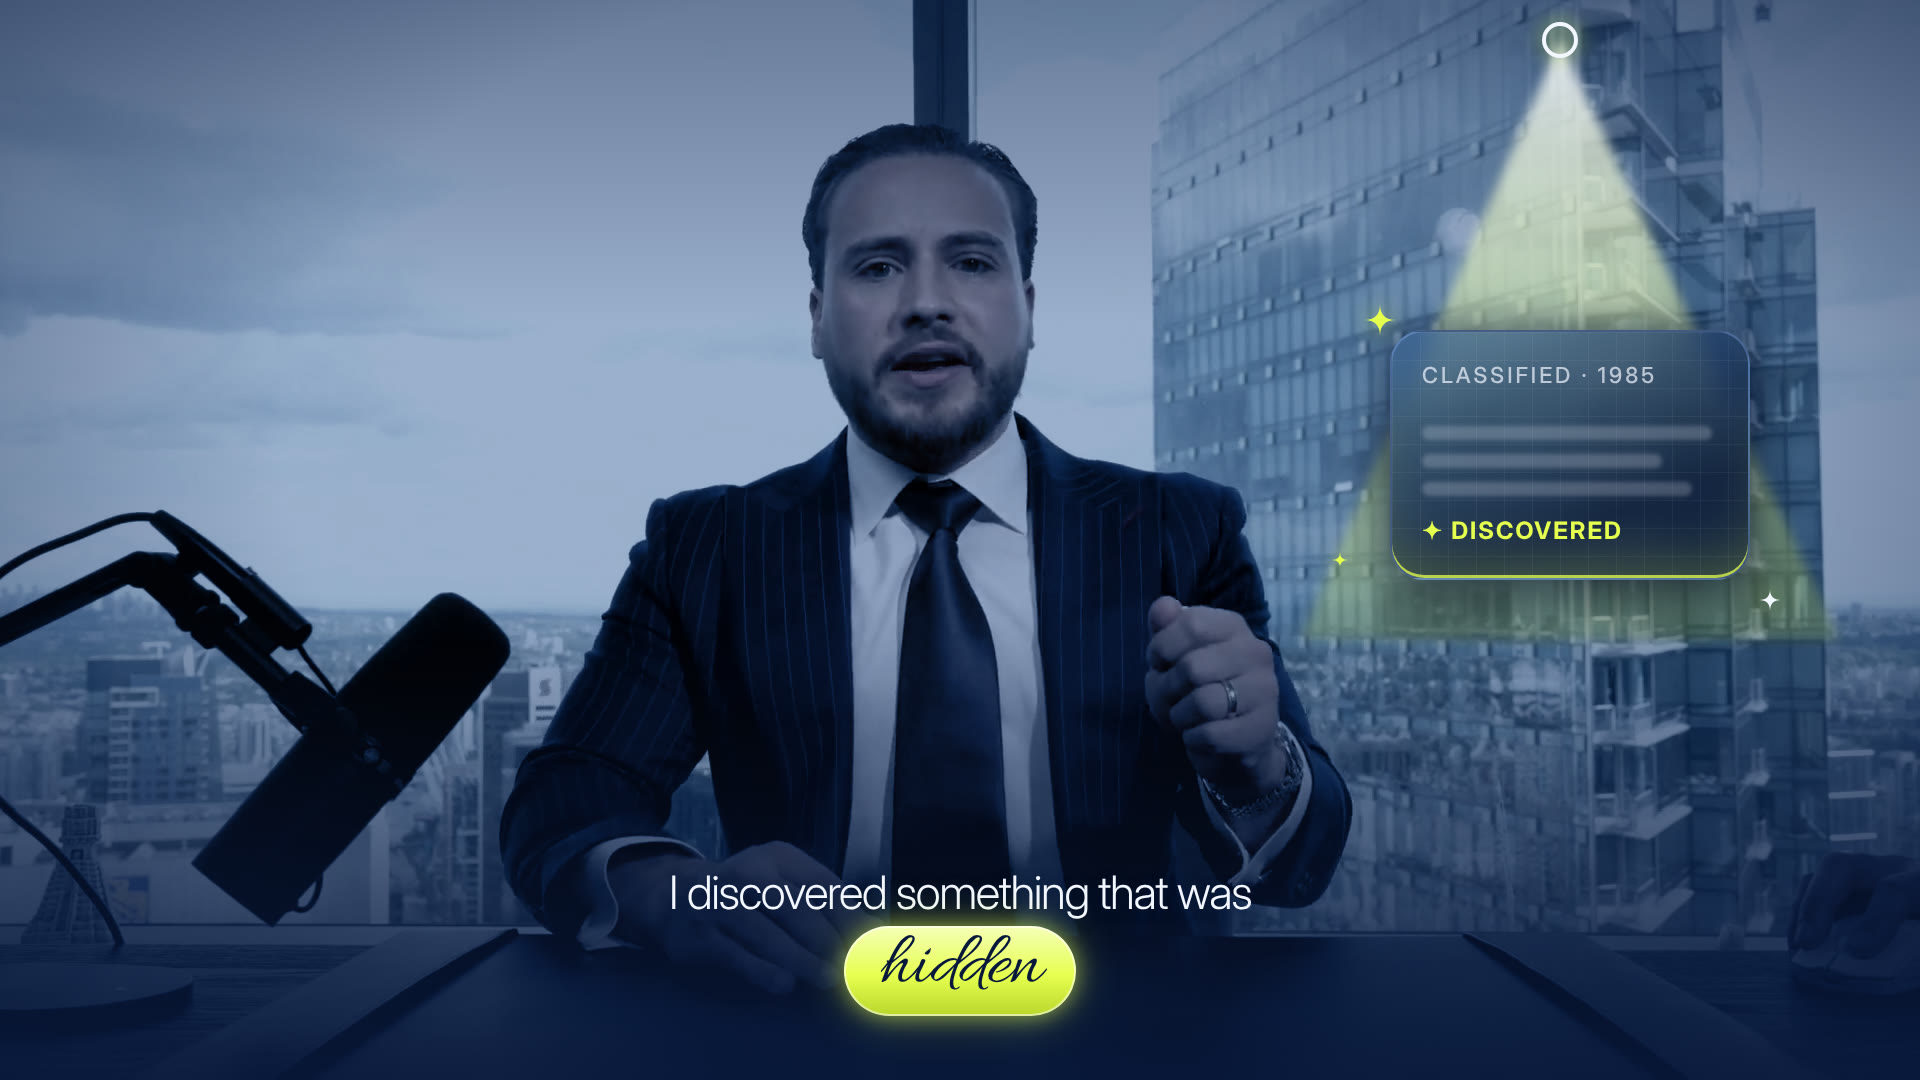 CLASSIFIED · 1985
✦ DISCOVERED
I discovered something that was
hidden